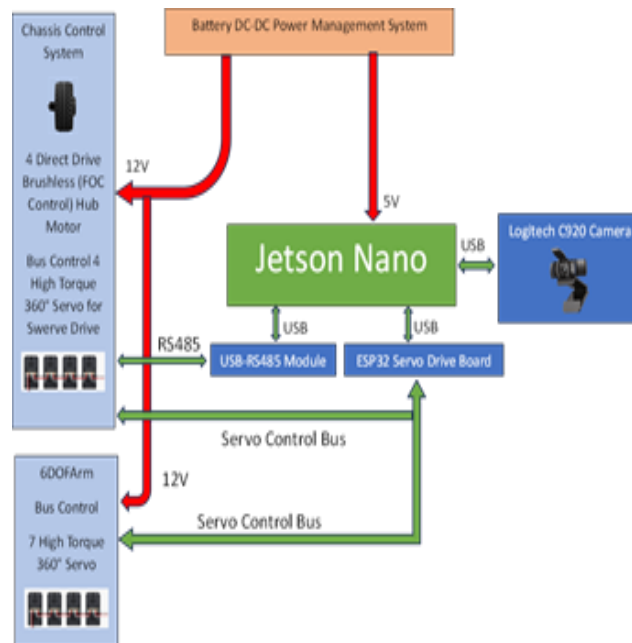 Chassis Control
System
4 Direct Drive
Brushless (FOC
Control) Hub
Motor
Bus Control 4
High Torque
360° Servo for
Swerve Drive
Battery DC-DC Power Management System
12V
5V
Jetson Nano
USB
Logitech C920 Camera
USB
USB
RS485
USB-RS485 Module
ESP32 Servo Drive Board
Servo Control Bus
6DOFArm
Bus Control
7 High Torque
360° Servo
12V
Servo Control Bus